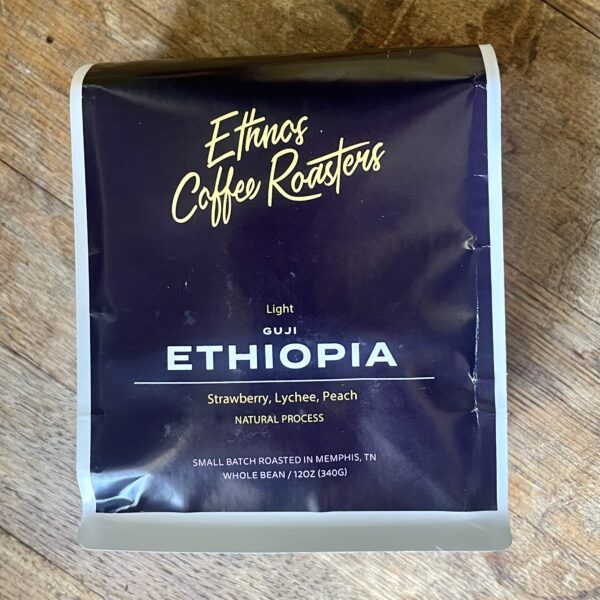 Ethnos
Coffee Roasters
Light
GUJI
ETHIOPIA
Strawberry, Lychee, Peach
NATURAL PROCESS
SMALL BATCH ROASTED IN MEMPHIS, TN
WHOLE BEAN / 12OZ (340G)